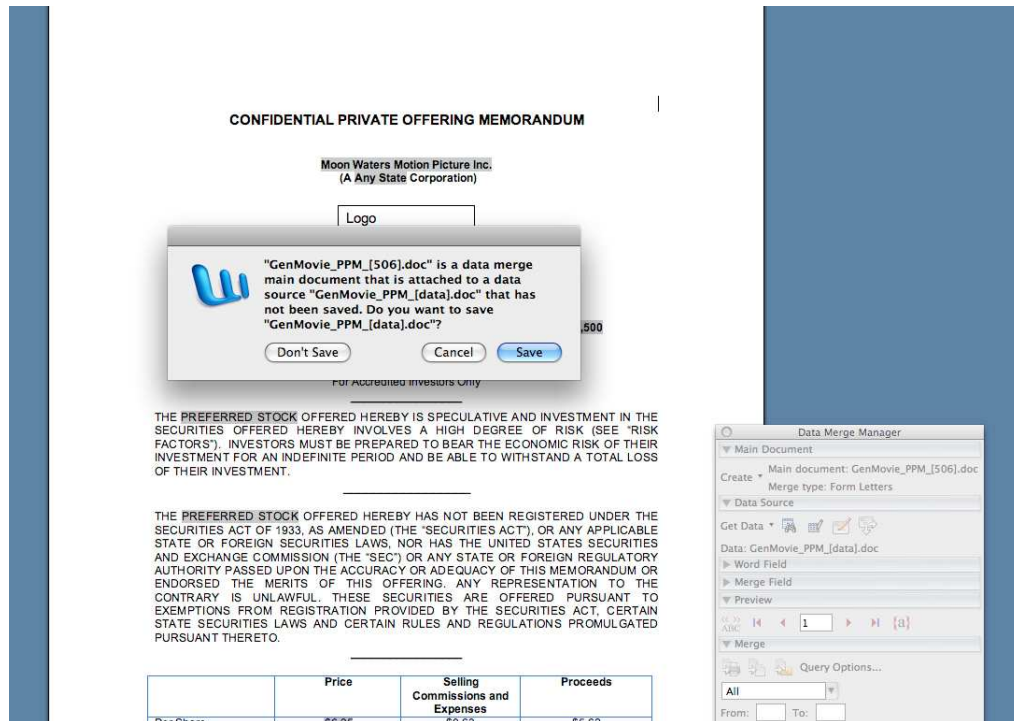 CONFIDENTIAL PRIVATE OFFERING MEMORANDUM
Moon Waters Motion Picture Inc.
(A Any State Corporation)
Logo
"GenMovie_PPM_[506].doc" is a data merge
main document that is attached to a data
source "GenMovie_PPM_[data].doc" that has
not been saved. Do you want to save
"GenMovie_PPM_[data].doc"?
,500
Don't Save Cancel Save
For Accredited Investors Only
THE PREFERRED STOCK OFFERED HEREBY IS SPECULATIVE AND INVESTMENT IN THE
SECURITIES OFFERED HEREBY INVOLVES A HIGH DEGREE OF RISK (SEE "RISK
FACTORS"). INVESTORS MUST BE PREPARED TO BEAR THE ECONOMIC RISK OF THEIR
INVESTMENT FOR AN INDEFINITE PERIOD AND BE ABLE TO WITHSTAND A TOTAL LOSS
OF THEIR INVESTMENT.
THE PREFERRED STOCK OFFERED HEREBY HAS NOT BEEN REGISTERED UNDER THE
SECURITIES ACT OF 1933, AS AMENDED (THE "SECURITIES ACT"), OR ANY APPLICABLE
STATE OR FOREIGN SECURITIES LAWS, NOR HAS THE UNITED STATES SECURITIES
AND EXCHANGE COMMISSION (THE "SEC") OR ANY STATE OR FOREIGN REGULATORY
AUTHORITY PASSED UPON THE ACCURACY OR ADEQUACY OF THIS MEMORANDUM OR
ENDORSED THE MERITS OF THIS OFFERING. ANY REPRESENTATION TO THE
CONTRARY IS UNLAWFUL. THESE SECURITIES ARE OFFERED PURSUANT TO
EXEMPTIONS FROM REGISTRATION PROVIDED BY THE SECURITIES ACT, CERTAIN
STATE SECURITIES LAWS AND CERTAIN RULES AND REGULATIONS PROMULGATED
PURSUANT THERETO.
Price Selling Proceeds
Commissions and
Expenses
Per Share $6.25 $0.63 $5.63
Data Merge Manager
Main Document
Create Main document: GenMovie_PPM_[506].doc
Merge type: Form Letters
Data Source
Get Data
Data: GenMovie_PPM_[data].doc
Word Field
Merge Field
Preview
« »
ABC 1 {a}
Merge
Query Options...
All
From: To: